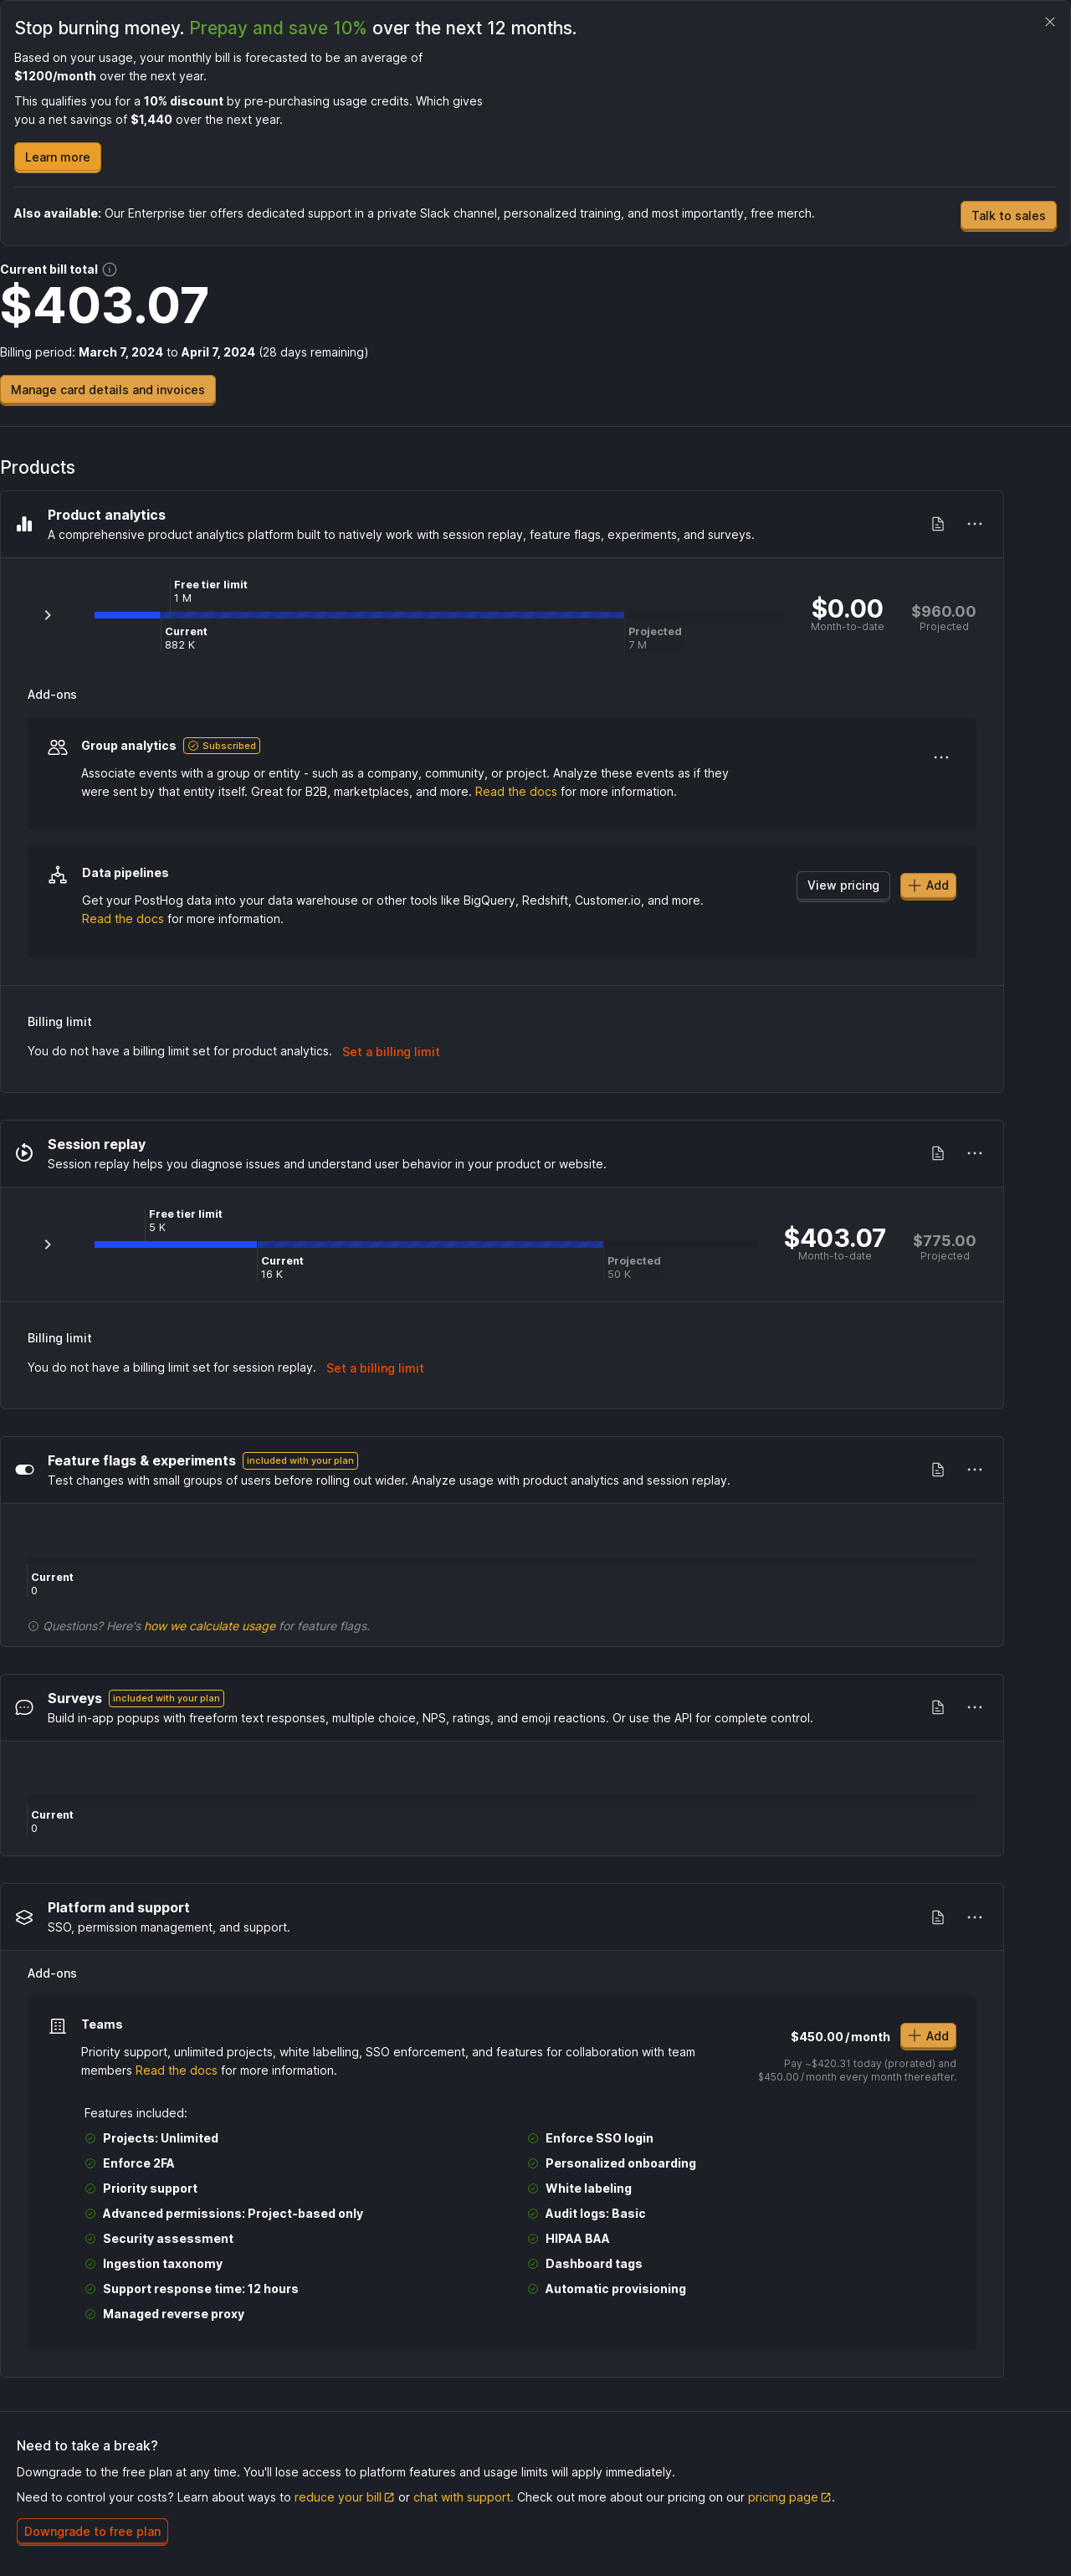 Stop burning money. Prepay and save 10% over the next 12 months.
Based on your usage, your monthly bill is forecasted to be an average of
$1200/month over the next year.
This qualifies you for a 10% discount by pre-purchasing usage credits. Which gives
you a net savings of $1,440 over the next year.
Learn more
Also available: Our Enterprise tier offers dedicated support in a private Slack channel, personalized training, and most importantly, free merch.
Talk to sales
Current bill total
$403.07
Billing period: March 7, 2024 to April 7, 2024 (28 days remaining)
Manage card details and invoices
Products
Product analytics
A comprehensive product analytics platform built to natively work with session replay, feature flags, experiments, and surveys.
Free tier limit
1 M
Current
882 K
Projected
7 M
$0.00
Month-to-date
$960.00
Projected
Add-ons
Group analytics
Subscribed
Associate events with a group or entity - such as a company, community, or project. Analyze these events as if they
were sent by that entity itself. Great for B2B, marketplaces, and more. Read the docs for more information.
Data pipelines
Get your PostHog data into your data warehouse or other tools like BigQuery, Redshift, Customer.io, and more.
Read the docs for more information.
View pricing
Add
Billing limit
You do not have a billing limit set for product analytics. Set a billing limit
Session replay
Session replay helps you diagnose issues and understand user behavior in your product or website.
Free tier limit
5 K
Current
16 K
Projected
50 K
$403.07
Month-to-date
$775.00
Projected
Billing limit
You do not have a billing limit set for session replay. Set a billing limit
Feature flags & experiments
included with your plan
Test changes with small groups of users before rolling out wider. Analyze usage with product analytics and session replay.
Current
0
Questions? Here's how we calculate usage for feature flags.
Surveys
included with your plan
Build in-app popups with freeform text responses, multiple choice, NPS, ratings, and emoji reactions. Or use the API for complete control.
Current
0
Platform and support
SSO, permission management, and support.
Add-ons
Teams
Priority support, unlimited projects, white labelling, SSO enforcement, and features for collaboration with team
members Read the docs for more information.
$450.00/month
Add
Pay ~$420.31 today (prorated) and
$450.00/month every month thereafter.
Features included:
Projects: Unlimited
Enforce SSO login
Enforce 2FA
Personalized onboarding
Priority support
White labeling
Advanced permissions: Project-based only
Audit logs: Basic
Security assessment
HIPAA BAA
Ingestion taxonomy
Dashboard tags
Support response time: 12 hours
Automatic provisioning
Managed reverse proxy
Need to take a break?
Downgrade to the free plan at any time. You'll lose access to platform features and usage limits will apply immediately.
Need to control your costs? Learn about ways to reduce your bill or chat with support. Check out more about our pricing on our pricing page.
Downgrade to free plan